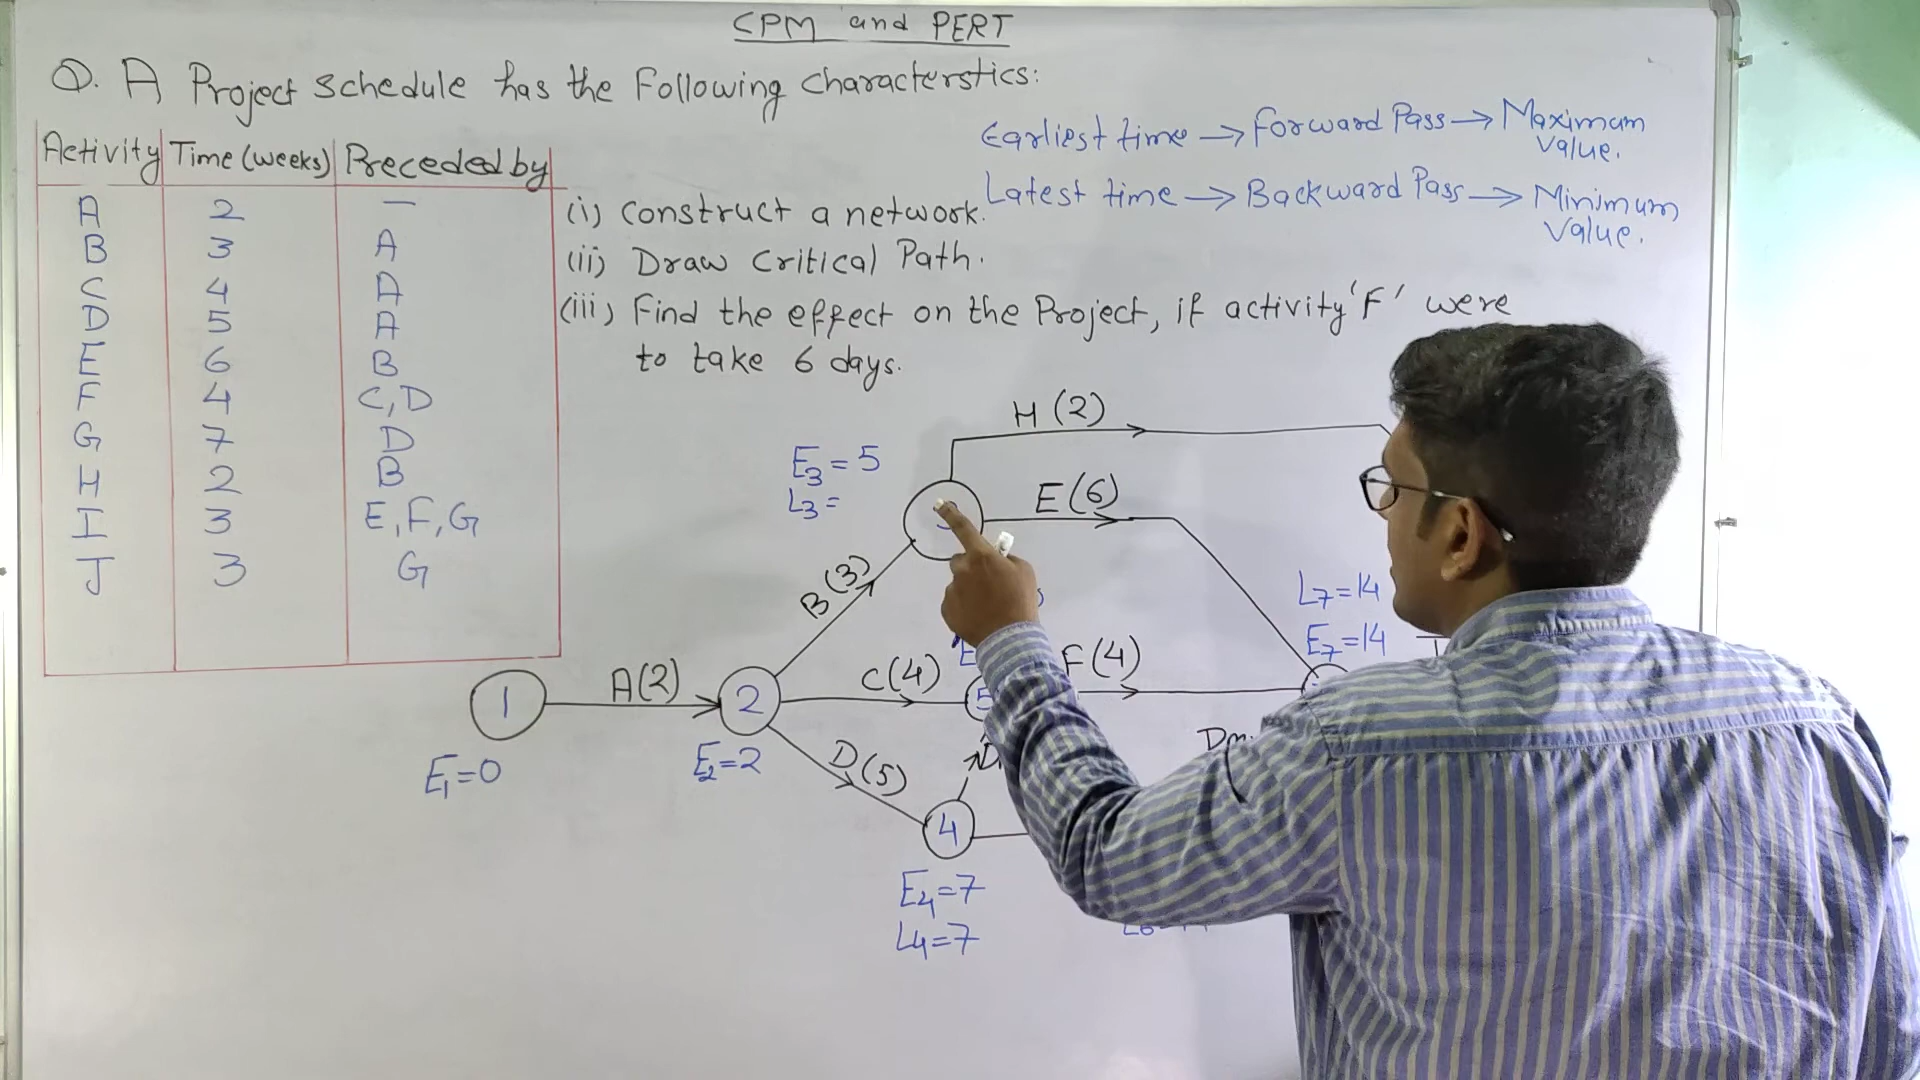 CPM and PERT
Q. A Project schedule has the Following characterstics:
Earliest time → Forward Pass → Maximum
Value.
Latest time → Backward Pass → Minimum
Value.
Activity Time (weeks) Preceded by
A 2 —
B 3 A
C 4 A
D 5 A
E 6 B
F 4 C, D
G 7 D
H 2 B
I 3 E, F, G
J 3 G
(i) construct a network.
(ii) Draw critical Path.
(iii) Find the effect on the Project, if activity 'F' were
to take 6 days.
H (2)
E3 = 5
L3 =
E (6)
3
B (3)
L7 = 14
E7 = 14
A (2)
C (4)
F (4)
1
2
5
D (5)
E1 = 0
E2 = 2
4
E4 = 7
L4 = 7